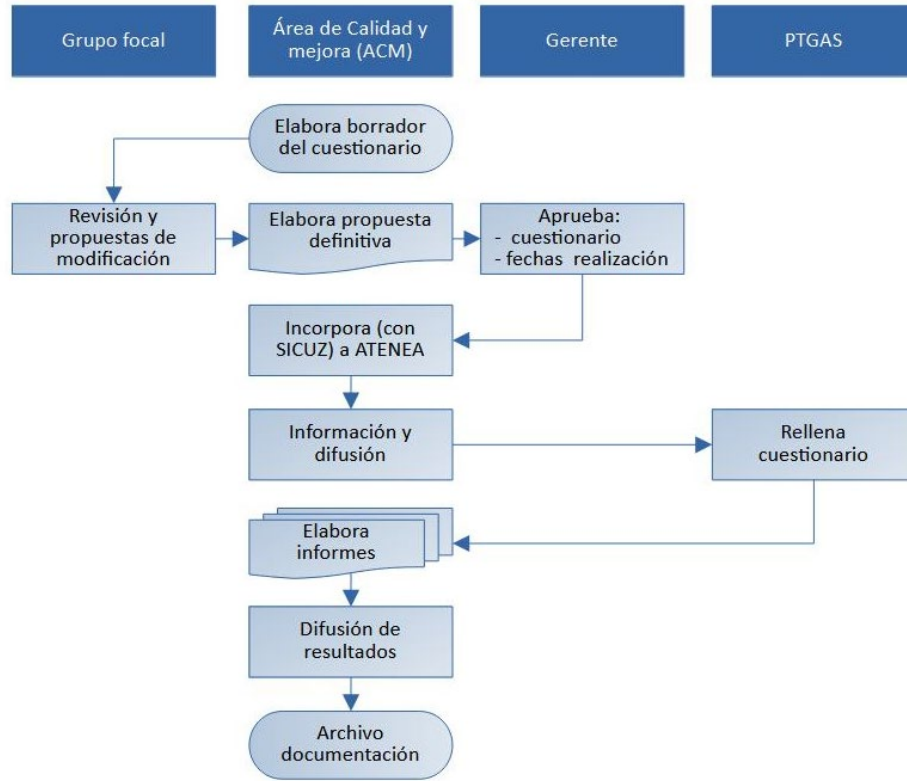 Grupo focal
Área de Calidad y
mejora (ACM)
Gerente
PTGAS
Elabora borrador
del cuestionario
Revisión y
propuestas de
modificación
Elabora propuesta
definitiva
Aprueba:
- cuestionario
- fechas realización
Incorpora (con
SICUZ) a ATENEA
Información y
difusión
Rellena
cuestionario
Elabora
informes
Difusión de
resultados
Archivo
documentación